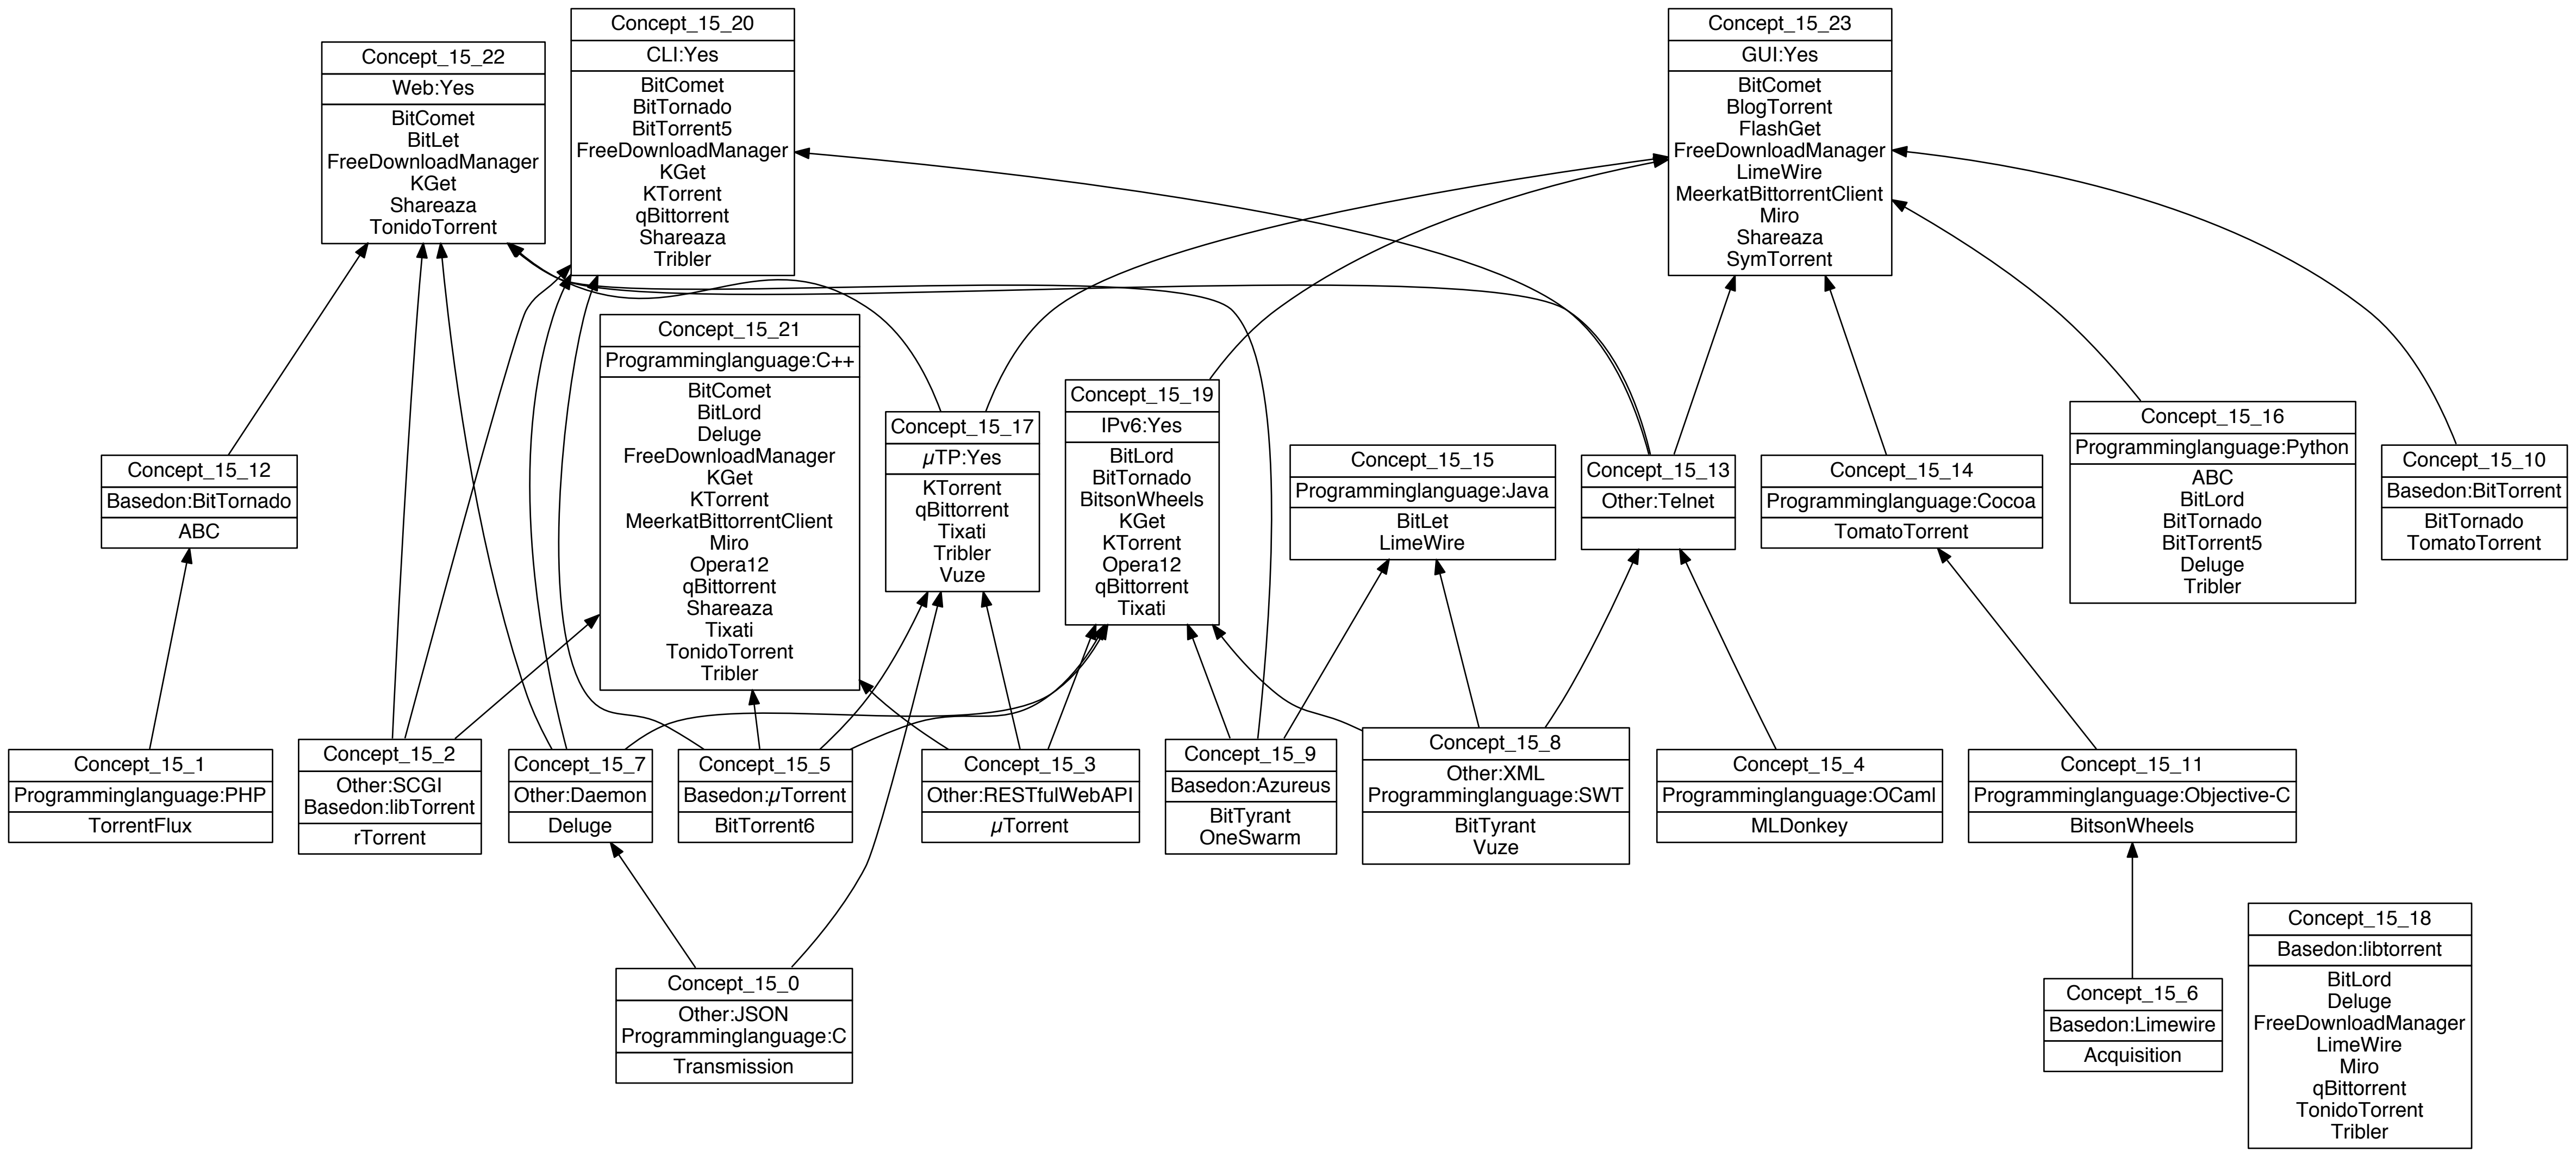 Concept_15_20
CLI:Yes
BitComet
BitTornado
BitTorrent5
FreeDownloadManager
KGet
KTorrent
qBittorrent
Shareaza
Tribler
Concept_15_23
GUI:Yes
BitComet
BlogTorrent
FlashGet
FreeDownloadManager
LimeWire
MeerkatBittorrentClient
Miro
Shareaza
SymTorrent
Concept_15_22
Web:Yes
BitComet
BitLet
FreeDownloadManager
KGet
Shareaza
TonidoTorrent
Concept_15_21
Programminglanguage:C++
BitComet
BitLord
Deluge
FreeDownloadManager
KGet
KTorrent
MeerkatBittorrentClient
Miro
Opera12
qBittorrent
Shareaza
Tixati
TonidoTorrent
Tribler
Concept_15_17
µTP:Yes
KTorrent
qBittorrent
Tixati
Tribler
Vuze
Concept_15_19
IPv6:Yes
BitLord
BitTornado
BitsonWheels
KGet
KTorrent
Opera12
qBittorrent
Tixati
Concept_15_15
Programminglanguage:Java
BitLet
LimeWire
Concept_15_13
Other:Telnet
Concept_15_14
Programminglanguage:Cocoa
TomatoTorrent
Concept_15_16
Programminglanguage:Python
ABC
BitLord
BitTornado
BitTorrent5
Deluge
Tribler
Concept_15_10
Basedon:BitTorrent
BitTornado
TomatoTorrent
Concept_15_12
Basedon:BitTornado
ABC
Concept_15_1
Programminglanguage:PHP
TorrentFlux
Concept_15_2
Other:SCGI
Basedon:libTorrent
rTorrent
Concept_15_7
Other:Daemon
Deluge
Concept_15_5
Basedon:µTorrent
BitTorrent6
Concept_15_3
Other:RESTfulWebAPI
µTorrent
Concept_15_9
Basedon:Azureus
BitTyrant
OneSwarm
Concept_15_8
Other:XML
Programminglanguage:SWT
BitTyrant
Vuze
Concept_15_4
Programminglanguage:OCaml
MLDonkey
Concept_15_11
Programminglanguage:Objective-C
BitsonWheels
Concept_15_0
Other:JSON
Programminglanguage:C
Transmission
Concept_15_6
Basedon:Limewire
Acquisition
Concept_15_18
Basedon:libtorrent
BitLord
Deluge
FreeDownloadManager
LimeWire
Miro
qBittorrent
TonidoTorrent
Tribler